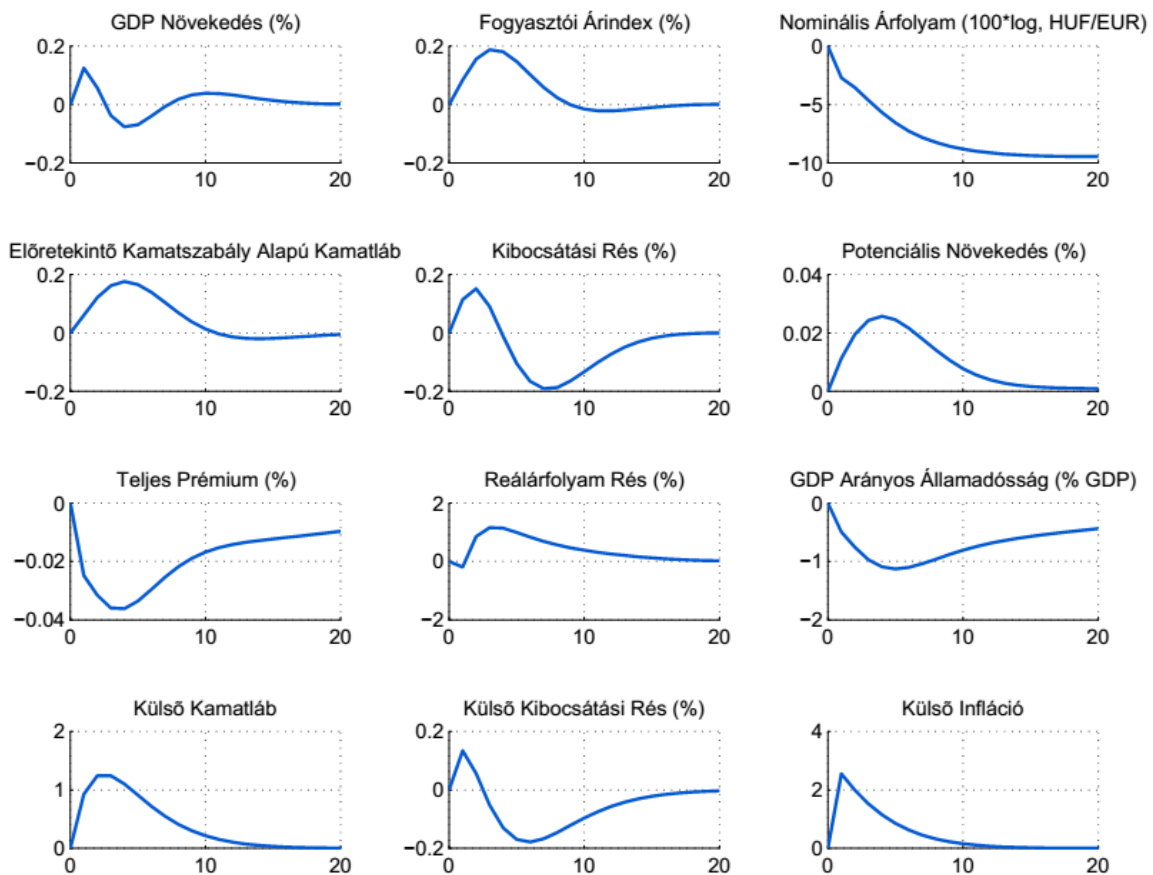 GDP Növekedés (%)
0.2
0
−0.2
0 10 20
Fogyasztói Árindex (%)
0.2
0
−0.2
0 10 20
Nominális Árfolyam (100*log, HUF/EUR)
0
−5
−10
0 10 20
Elõretekintõ Kamatszabály Alapú Kamatláb
0.2
0
−0.2
0 10 20
Kibocsátási Rés (%)
0.2
0
−0.2
0 10 20
Potenciális Növekedés (%)
0.04
0.02
0
0 10 20
Teljes Prémium (%)
0
−0.02
−0.04
0 10 20
Reálárfolyam Rés (%)
2
0
−2
0 10 20
GDP Arányos Államadósság (% GDP)
0
−1
−2
0 10 20
Külsõ Kamatláb
2
1
0
0 10 20
Külsõ Kibocsátási Rés (%)
0.2
0
−0.2
0 10 20
Külsõ Infláció
4
2
0
0 10 20